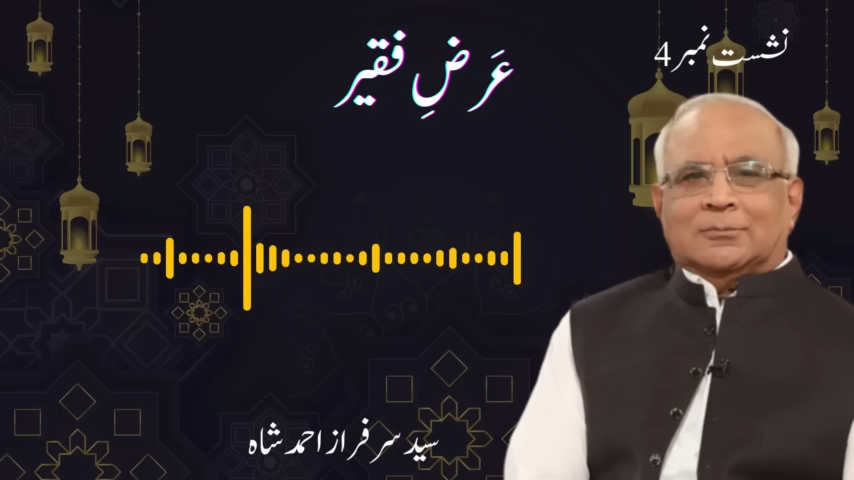 نشست نمبر 4
عَرضِ فقیر
سید سرفراز احمد شاہ